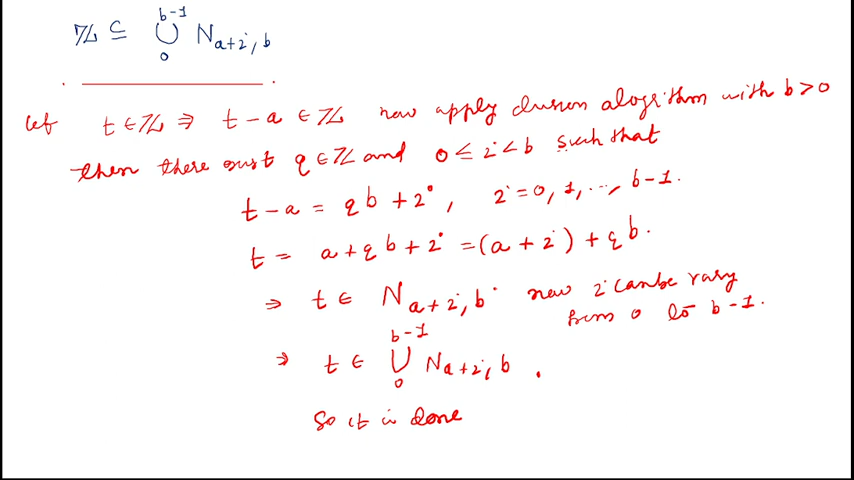 ℤ ⊆ ⋃₀^{b-1} N_{a+i, b}
let t ∈ ℤ ⇒ t - a ∈ ℤ now apply division alogrithm with b > 0
then there exist q ∈ ℤ and 0 ≤ i < b such that
t - a = qb + i, i = 0, 1, ..., b-1.
t = a + qb + i = (a + i) + qb.
⇒ t ∈ N_{a+i, b}. now i can be vary
from 0 to b-1.
⇒ t ∈ ⋃₀^{b-1} N_{a+i, b}.
So it is done